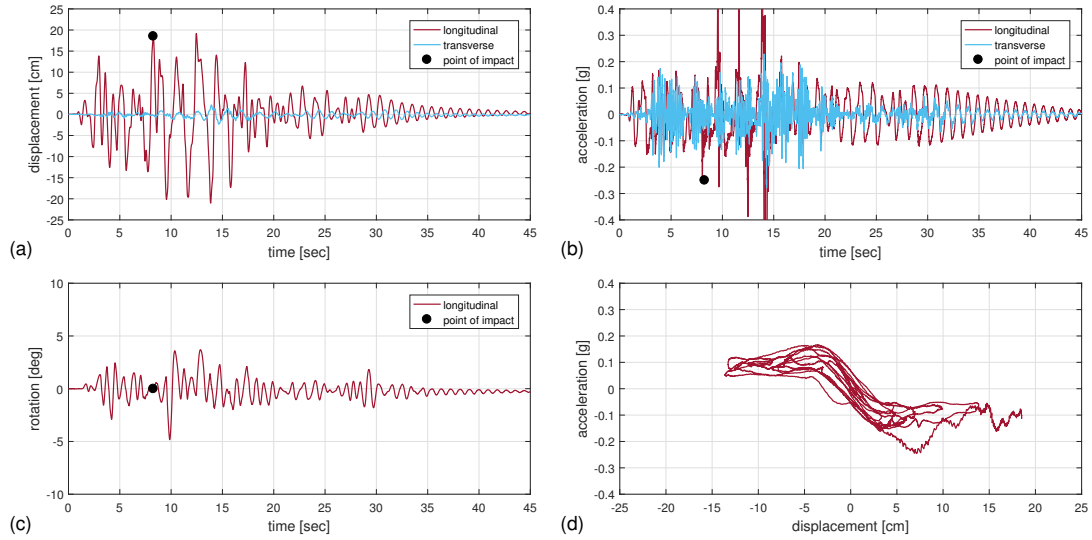 25
20
15
10
5
0
-5
-10
-15
-20
-25
displacement [cm]
0 5 10 15 20 25 30 35 40 45
time [sec]
longitudinal
transverse
point of impact
(a)
0.4
0.3
0.2
0.1
0
-0.1
-0.2
-0.3
-0.4
acceleration [g]
0 5 10 15 20 25 30 35 40 45
time [sec]
longitudinal
transverse
point of impact
(b)
10
5
0
-5
-10
rotation [deg]
0 5 10 15 20 25 30 35 40 45
time [sec]
longitudinal
point of impact
(c)
0.4
0.3
0.2
0.1
0
-0.1
-0.2
-0.3
-0.4
acceleration [g]
-25 -20 -15 -10 -5 0 5 10 15 20 25
displacement [cm]
(d)